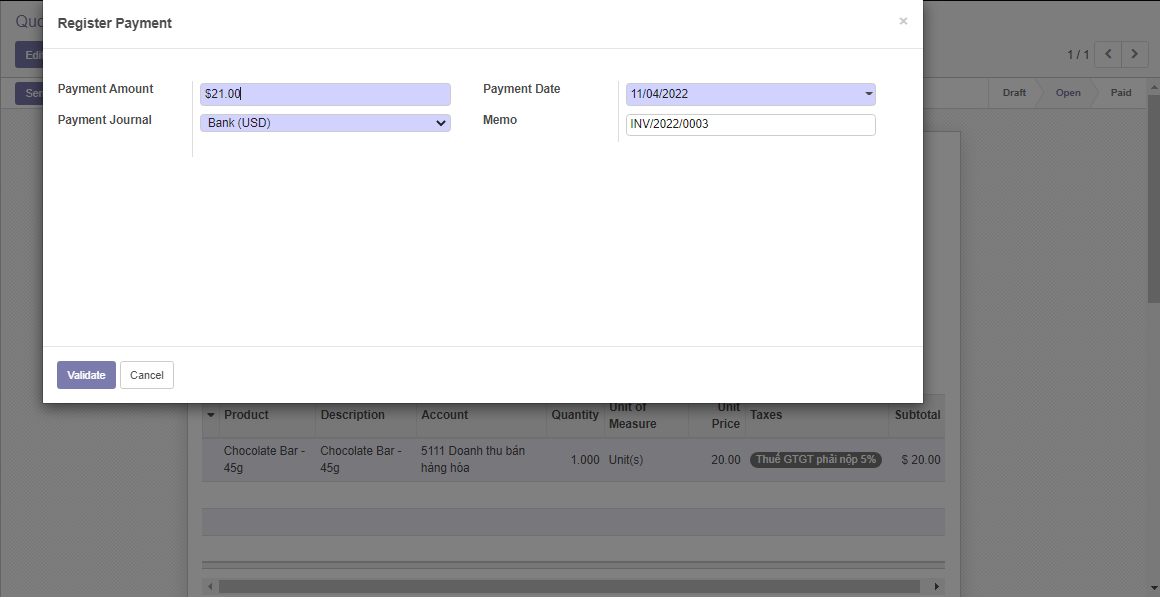 Quo
Register Payment
×
Edit
1 / 1
Payment Amount
$21.00
Payment Date
11/04/2022
Sen
Draft
Open
Paid
Payment Journal
Bank (USD)
Memo
INV/2022/0003
Validate
Cancel
Product
Description
Account
Quantity
Unit of
Measure
Unit
Price
Taxes
Subtotal
Chocolate Bar -
45g
Chocolate Bar -
45g
5111 Doanh thu bán
hàng hóa
1.000
Unit(s)
20.00
Thuế GTGT phải nộp 5%
$ 20.00